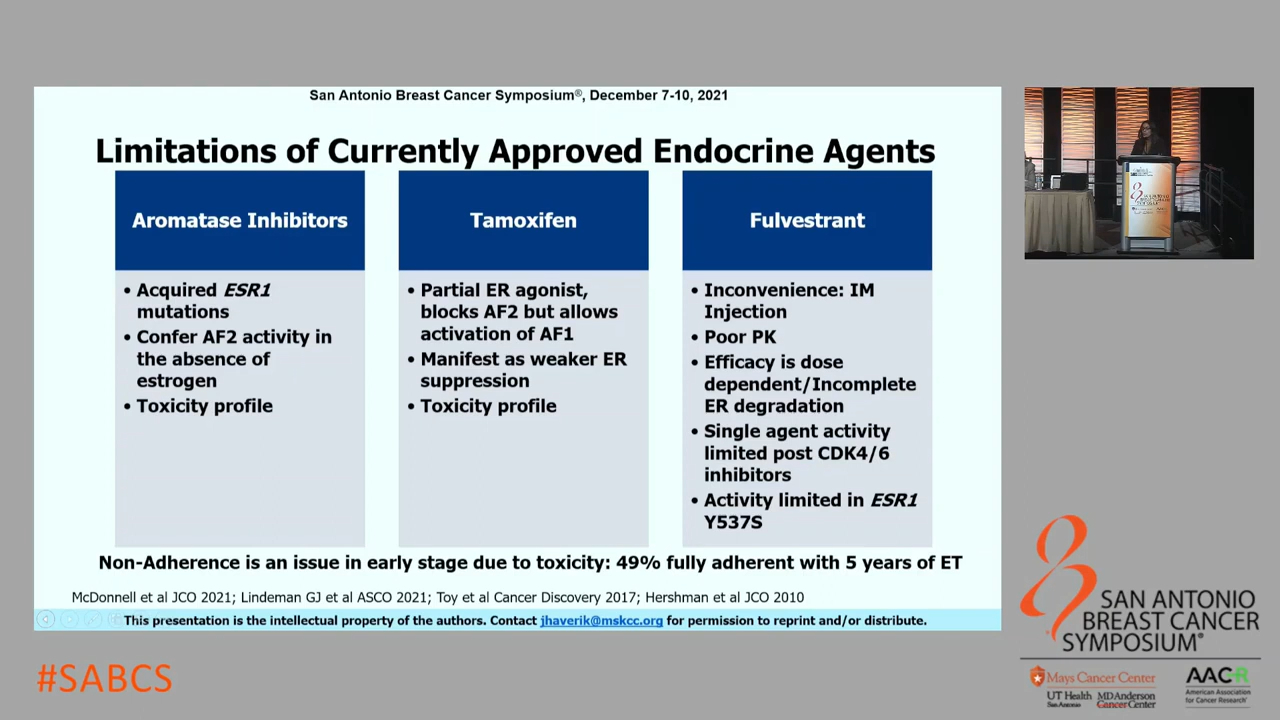 San Antonio Breast Cancer Symposium®, December 7-10, 2021
Limitations of Currently Approved Endocrine Agents
Aromatase Inhibitors
• Acquired ESR1
mutations
• Confer AF2 activity in
the absence of
estrogen
• Toxicity profile
Tamoxifen
• Partial ER agonist,
blocks AF2 but allows
activation of AF1
• Manifest as weaker ER
suppression
• Toxicity profile
Fulvestrant
• Inconvenience: IM
Injection
• Poor PK
• Efficacy is dose
dependent/Incomplete
ER degradation
• Single agent activity
limited post CDK4/6
inhibitors
• Activity limited in ESR1
Y537S
Non-Adherence is an issue in early stage due to toxicity: 49% fully adherent with 5 years of ET
McDonnell et al JCO 2021; Lindeman GJ et al ASCO 2021; Toy et al Cancer Discovery 2017; Hershman et al JCO 2010
This presentation is the intellectual property of the authors. Contact jhaverik@mskcc.org for permission to reprint and/or distribute.
#SABCS
SAN ANTONIO
BREAST CANCER
SYMPOSIUM®
Mays Cancer Center
UT Health
San Antonio
MD Anderson
Cancer Center
AACR
American Association
for Cancer Research®